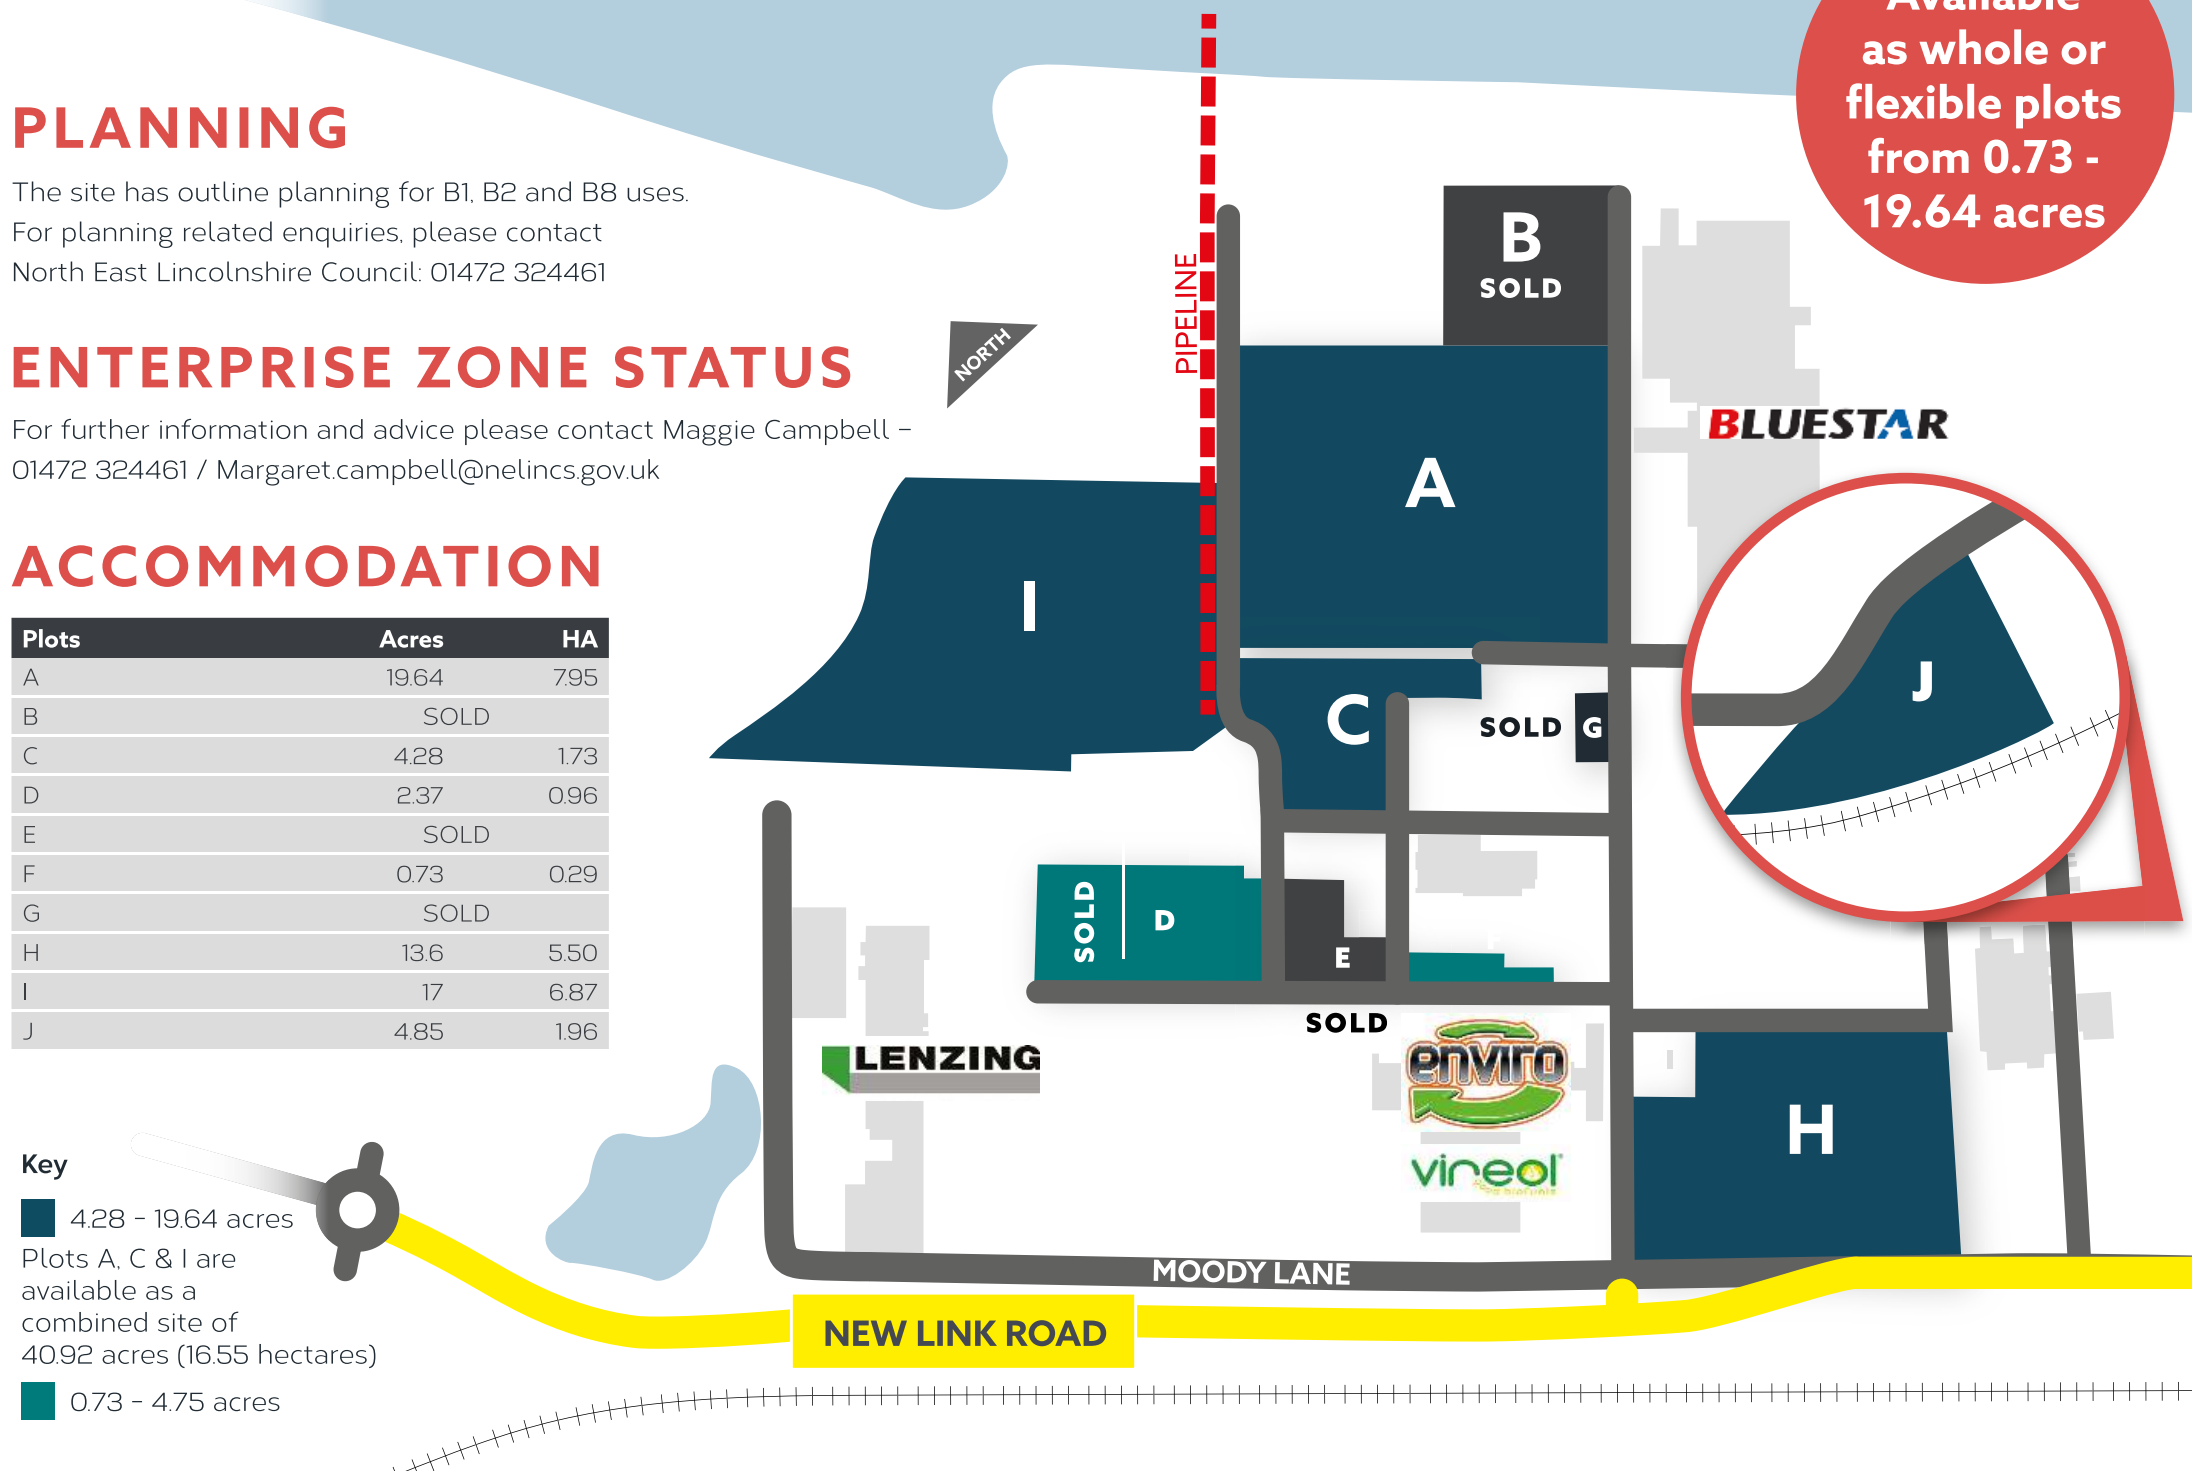 Available
as whole or
flexible plots
from 0.73 -
19.64 acres
PLANNING
The site has outline planning for B1, B2 and B8 uses.
For planning related enquiries, please contact
North East Lincolnshire Council: 01472 324461
ENTERPRISE ZONE STATUS
For further information and advice please contact Maggie Campbell –
01472 324461 / Margaret.campbell@nelincs.gov.uk
ACCOMMODATION
Plots Acres HA
A 19.64 7.95
B SOLD
C 4.28 1.73
D 2.37 0.96
E SOLD
F 0.73 0.29
G SOLD
H 13.6 5.50
I 17 6.87
J 4.85 1.96
Key
4.28 – 19.64 acres
Plots A, C & I are
available as a
combined site of
40.92 acres (16.55 hectares)
0.73 – 4.75 acres
NORTH
PIPELINE
B
SOLD
BLUESTAR
A
I
J
C
SOLD G
SOLD
D
E
F
SOLD
LENZING
enviro
vireol
I
H
MOODY LANE
NEW LINK ROAD